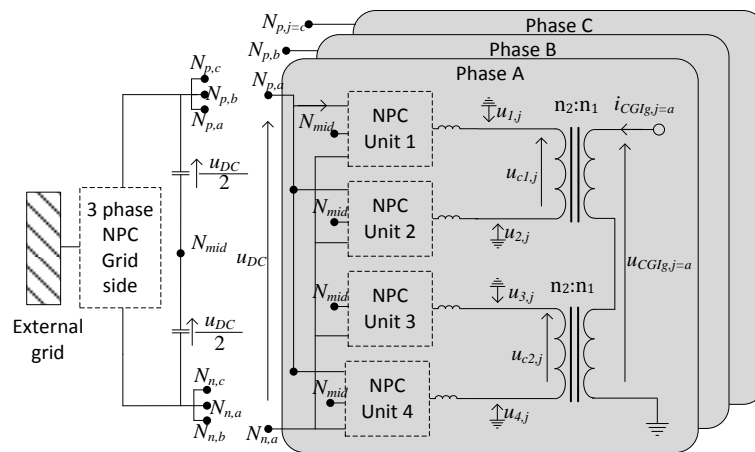 N_{p,j=c}
Phase C
N_{p,b}
Phase B
N_{p,c}
N_{p,b}
N_{p,a}
N_{p,a}
Phase A
N_{mid}
NPC
Unit 1
u_{1,j}
n_2:n_1
i_{CGIg,j=a}
u_{DC}
2
u_{c1,j}
3 phase
NPC
Grid
side
N_{mid}
u_{DC}
N_{mid}
NPC
Unit 2
u_{2,j}
u_{CGIg,j=a}
External
grid
u_{DC}
2
N_{mid}
NPC
Unit 3
u_{3,j}
n_2:n_1
u_{c2,j}
N_{n,c}
N_{n,a}
N_{n,b}
N_{n,a}
N_{mid}
NPC
Unit 4
u_{4,j}